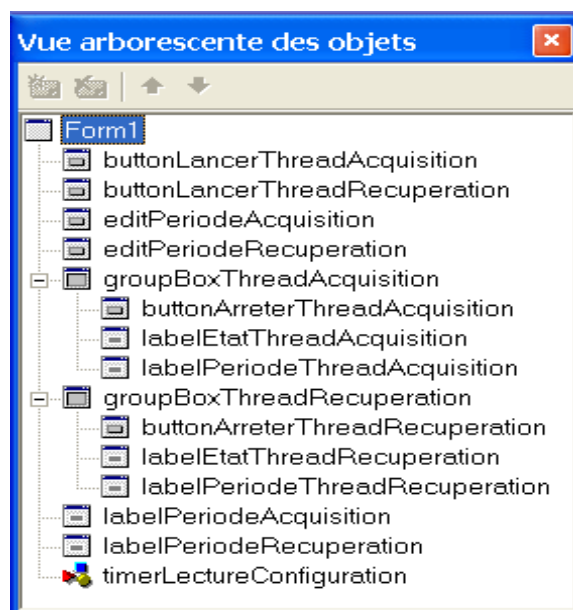 Vue arborescente des objets
Form1
buttonLancerThreadAcquisition
buttonLancerThreadRecuperation
editPeriodeAcquisition
editPeriodeRecuperation
groupBoxThreadAcquisition
buttonArreterThreadAcquisition
labelEtatThreadAcquisition
labelPeriodeThreadAcquisition
groupBoxThreadRecuperation
buttonArreterThreadRecuperation
labelEtatThreadRecuperation
labelPeriodeThreadRecuperation
labelPeriodeAcquisition
labelPeriodeRecuperation
timerLectureConfiguration